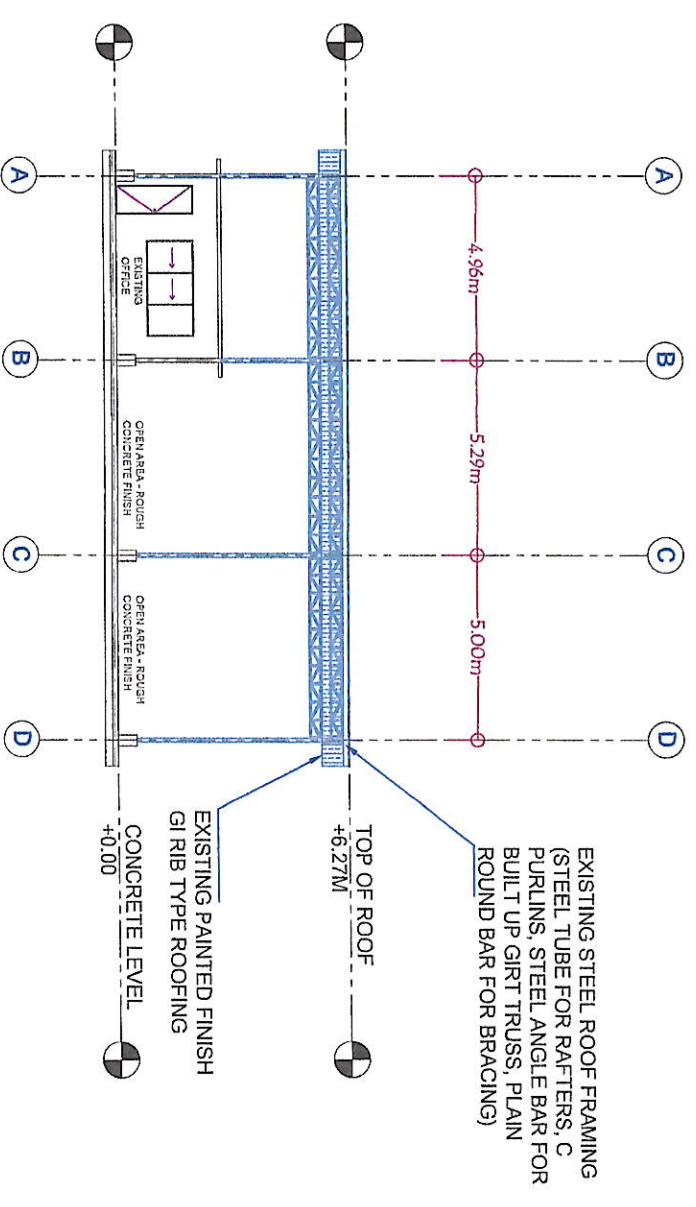 A
B
C
D
4.96m
5.29m
5.00m
EXISTING STEEL ROOF FRAMING
(STEEL TUBE FOR RAFTERS, C
PURLINS, STEEL ANGLE BAR FOR
BUILT UP GIRT TRUSS, PLAIN
ROUND BAR FOR BRACING)
TOP OF ROOF
+6.27M
EXISTING PAINTED FINISH
GI RIB TYPE ROOFING
EXISTING
OFFICE
OPEN AREA - ROUGH
CONCRETE FINISH
OPEN AREA - ROUGH
CONCRETE FINISH
CONCRETE LEVEL
+0.00
A
B
C
D